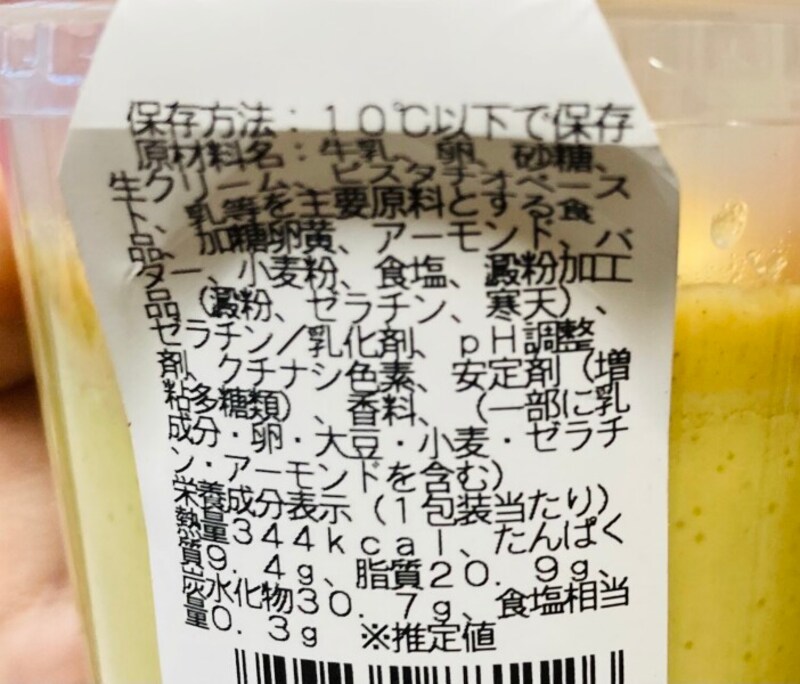 保存方法：１０℃以下で保存
原材料名：牛乳、卵、砂糖、
生クリーム、ピスタチオペース
ト、乳等を主要原料とする食
品、加糖卵黄、アーモンド、バ
ター、小麦粉、食塩、澱粉加工
品（澱粉、ゼラチン、寒天）、
ゼラチン/乳化剤、ｐＨ調整
剤、クチナシ色素、安定剤（増
粘多糖類）、香料、（一部に乳
成分・卵・大豆・小麦・ゼラチ
ン・アーモンドを含む）
栄養成分表示（１包装当たり）
熱量３４４ｋｃａｌ、たんぱく
質９．４ｇ、脂質２０．９ｇ、
炭水化物３０．７ｇ、食塩相当
量０．３ｇ　※推定値